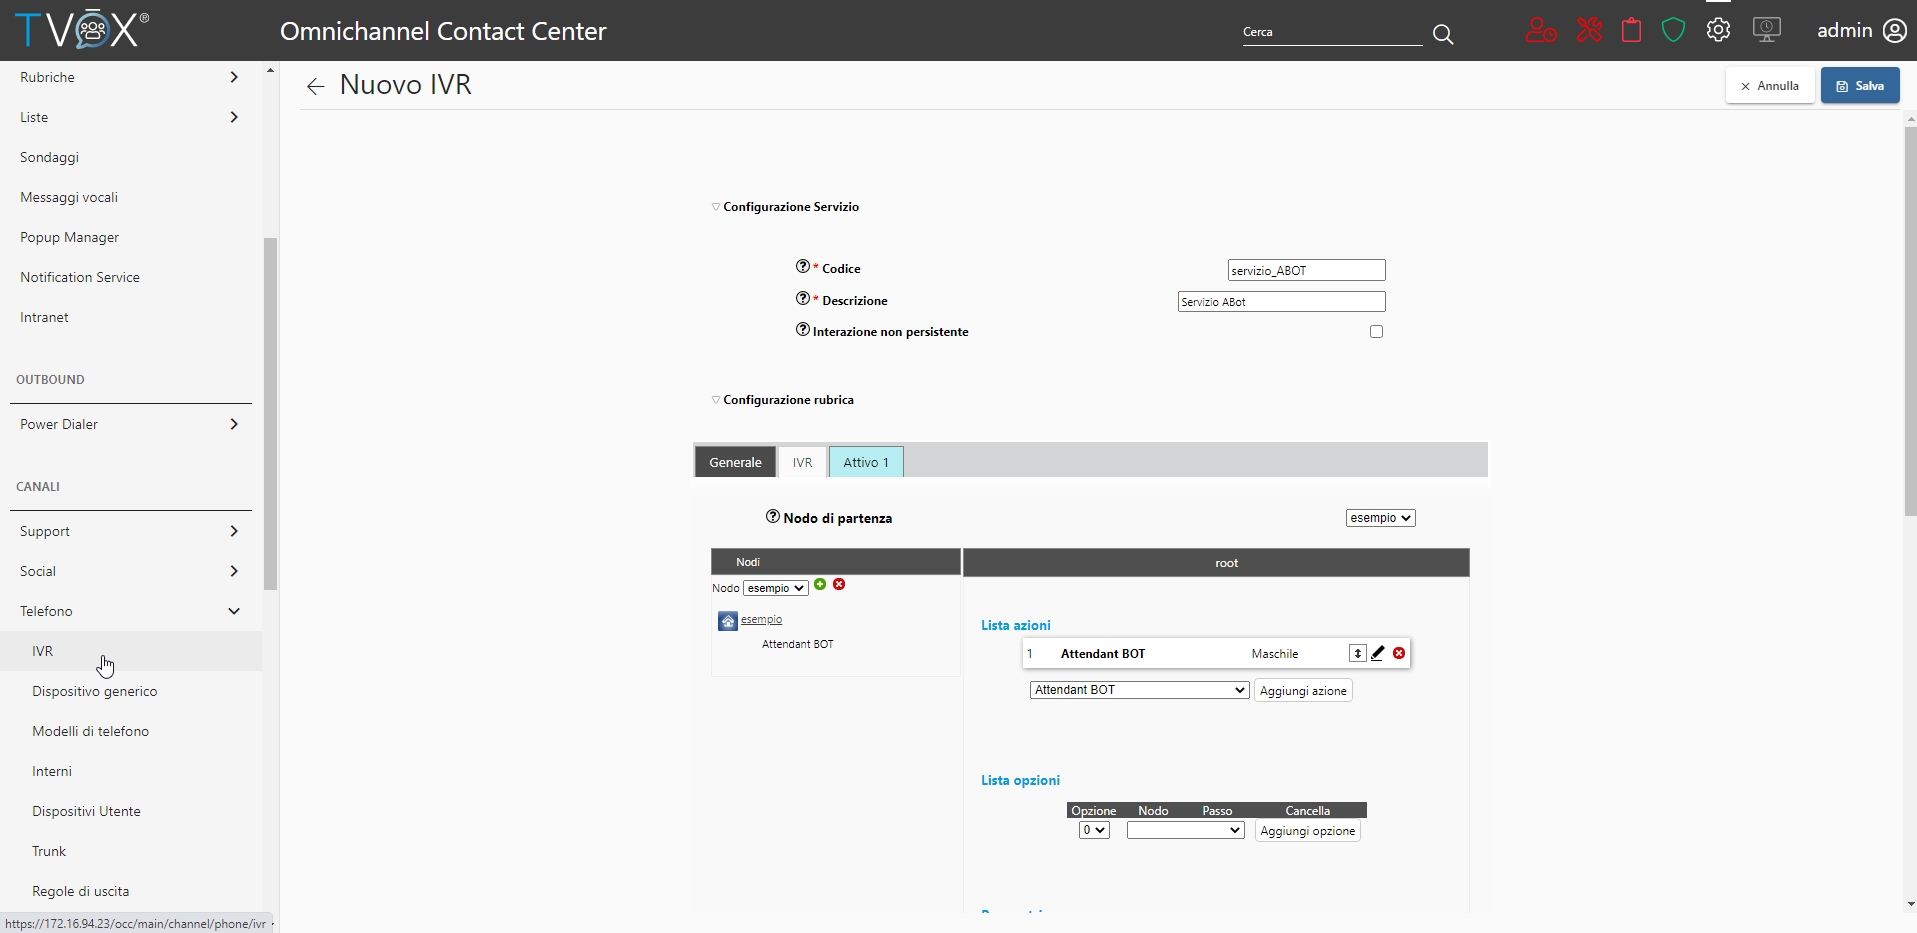 TVOX®
Omnichannel Contact Center
Cerca
admin
Rubriche
Liste
Sondaggi
Messaggi vocali
Popup Manager
Notification Service
Intranet
OUTBOUND
Power Dialer
CANALI
Support
Social
Telefono
IVR
Dispositivo generico
Modelli di telefono
Interni
Dispositivi Utente
Trunk
Regole di uscita
https://172.16.94.23/occ/main/channel/phone/ivr
← Nuovo IVR
× Annulla
Salva
Configurazione Servizio
* Codice
servizio_ABOT
* Descrizione
Servizio ABot
Interazione non persistente
Configurazione rubrica
Generale
IVR
Attivo 1
Nodo di partenza
esempio
Nodi
root
Nodo
esempio
esempio
Attendant BOT
Lista azioni
1
Attendant BOT
Maschile
Attendant BOT
Aggiungi azione
Lista opzioni
Opzione
Nodo
Passo
Cancella
0
Aggiungi opzione